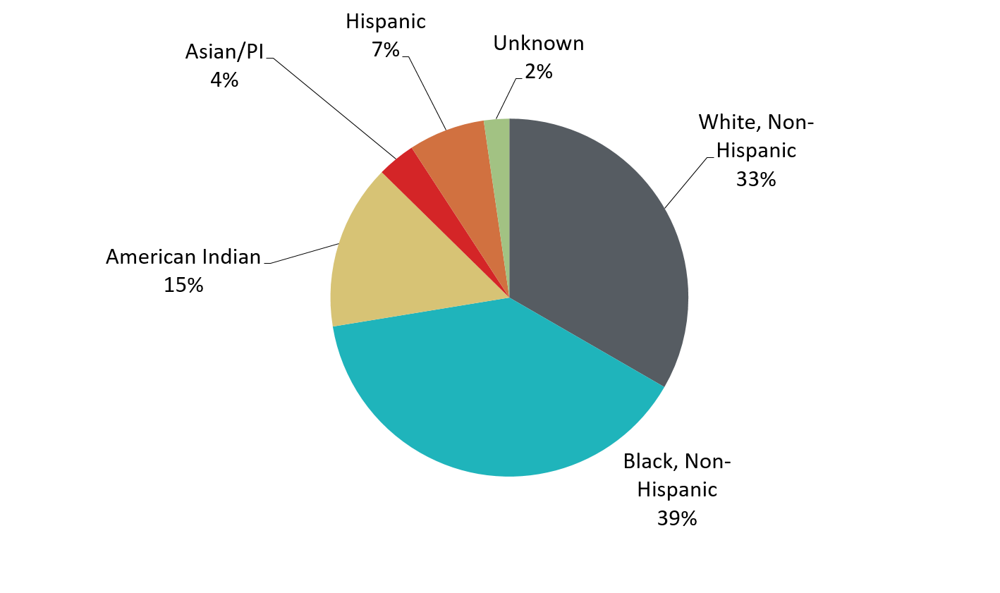 Hispanic
7%
Unknown
2%
Asian/PI
4%
White, Non-
Hispanic
33%
American Indian
15%
Black, Non-
Hispanic
39%